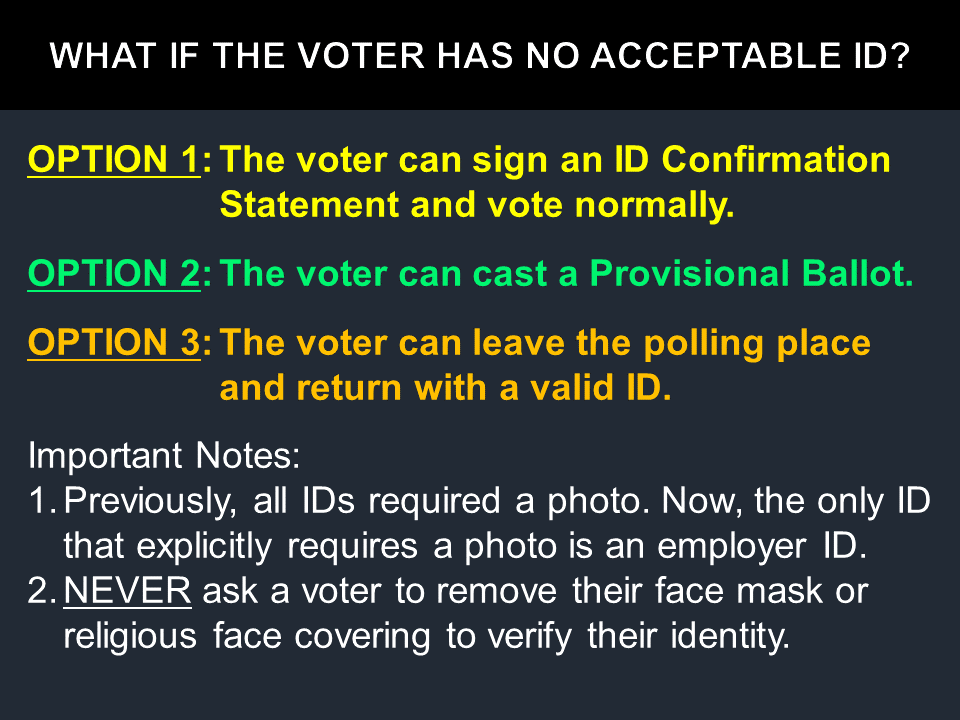 WHAT IF THE VOTER HAS NO ACCEPTABLE ID?
OPTION 1: The voter can sign an ID Confirmation
Statement and vote normally.
OPTION 2: The voter can cast a Provisional Ballot.
OPTION 3: The voter can leave the polling place
and return with a valid ID.
Important Notes:
1. Previously, all IDs required a photo. Now, the only ID
that explicitly requires a photo is an employer ID.
2. NEVER ask a voter to remove their face mask or
religious face covering to verify their identity.